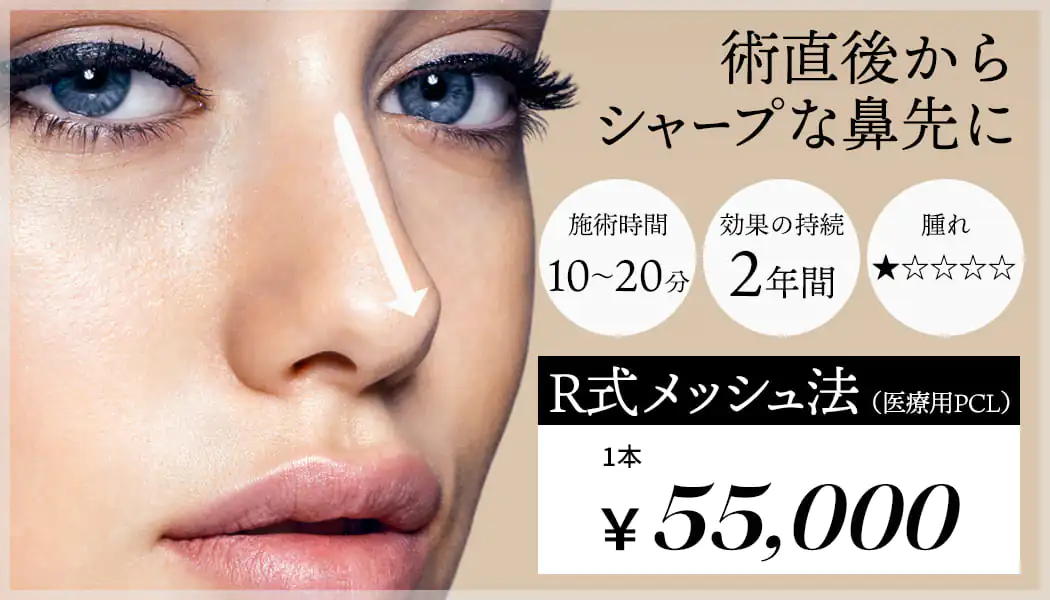 術直後から
シャープな鼻先に
施術時間
10～20分
効果の持続
2年間
腫れ
★☆☆☆☆
R式メッシュ法（医療用PCL）
1本
¥55,000